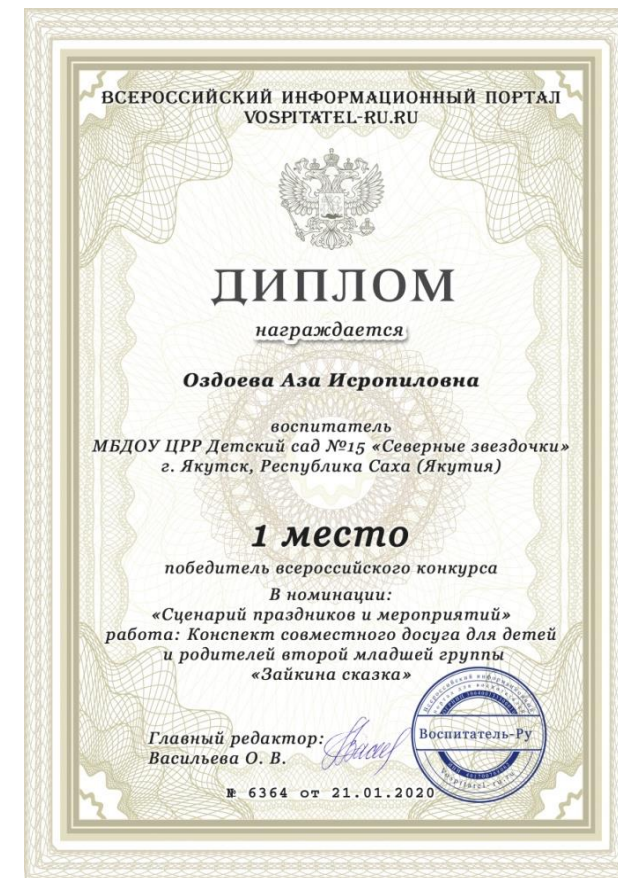 ВСЕРОССИЙСКИЙ ИНФОРМАЦИОННЫЙ ПОРТАЛ
VOSPITATEL-RU.RU
ДИПЛОМ
награждается
Оздоева Аза Исропиловна
воспитатель
МБДОУ ЦРР Детский сад №15 «Северные звездочки»
г. Якутск, Республика Саха (Якутия)
1 место
победитель всероссийского конкурса
В номинации:
«Сценарий праздников и мероприятий»
работа: Конспект совместного досуга для детей
и родителей второй младшей группы
«Зайкина сказка»
Главный редактор:
Васильева О. В.
Воспитатель-Ру
№ 6364 от 21.01.2020